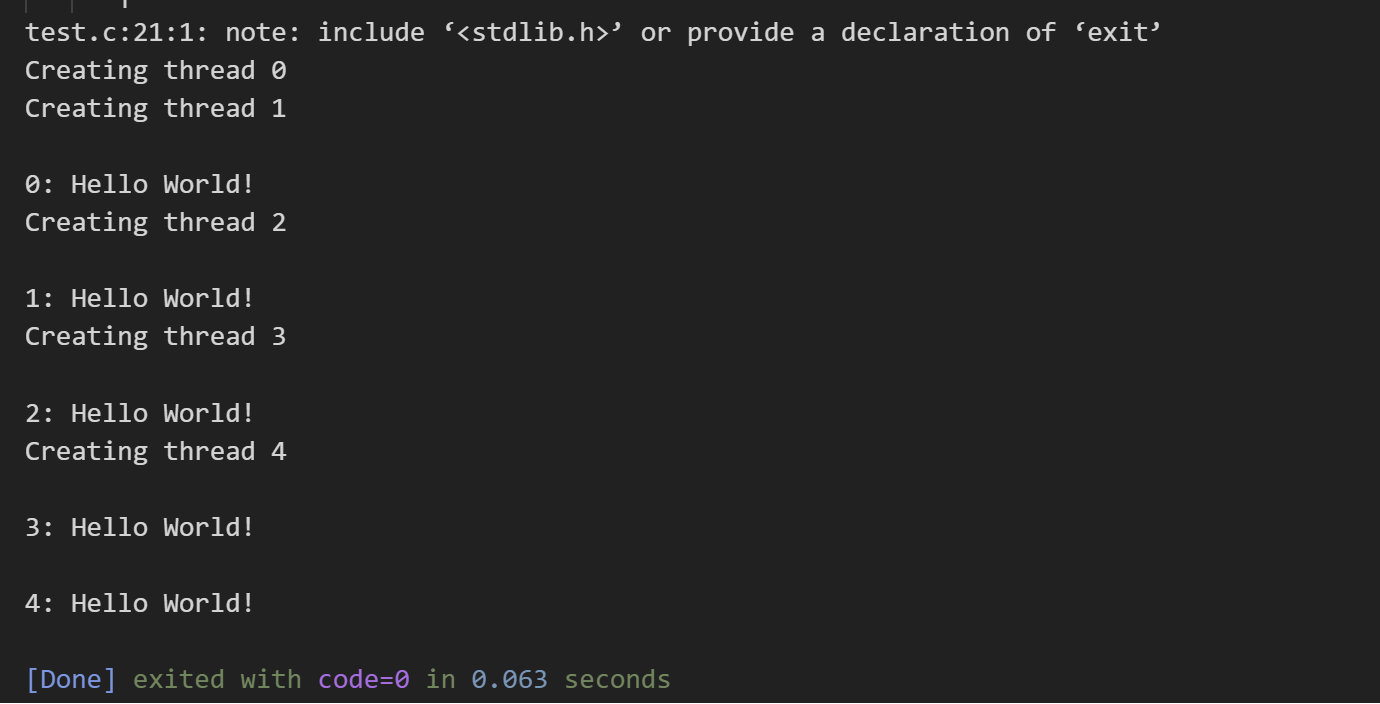 test.c:21:1: note: include ‘<stdlib.h>’ or provide a declaration of ‘exit’
Creating thread 0
Creating thread 1
0: Hello World!
Creating thread 2
1: Hello World!
Creating thread 3
2: Hello World!
Creating thread 4
3: Hello World!
4: Hello World!
[Done] exited with code=0 in 0.063 seconds